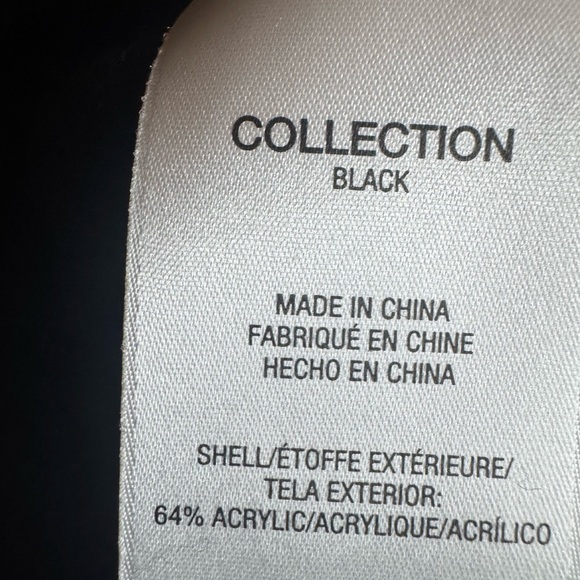 COLLECTION
BLACK
MADE IN CHINA
FABRIQUÉ EN CHINE
HECHO EN CHINA
SHELL/ÉTOFFE EXTÉRIEURE/
TELA EXTERIOR:
64% ACRYLIC/ACRYLIQUE/ACRÍLICO